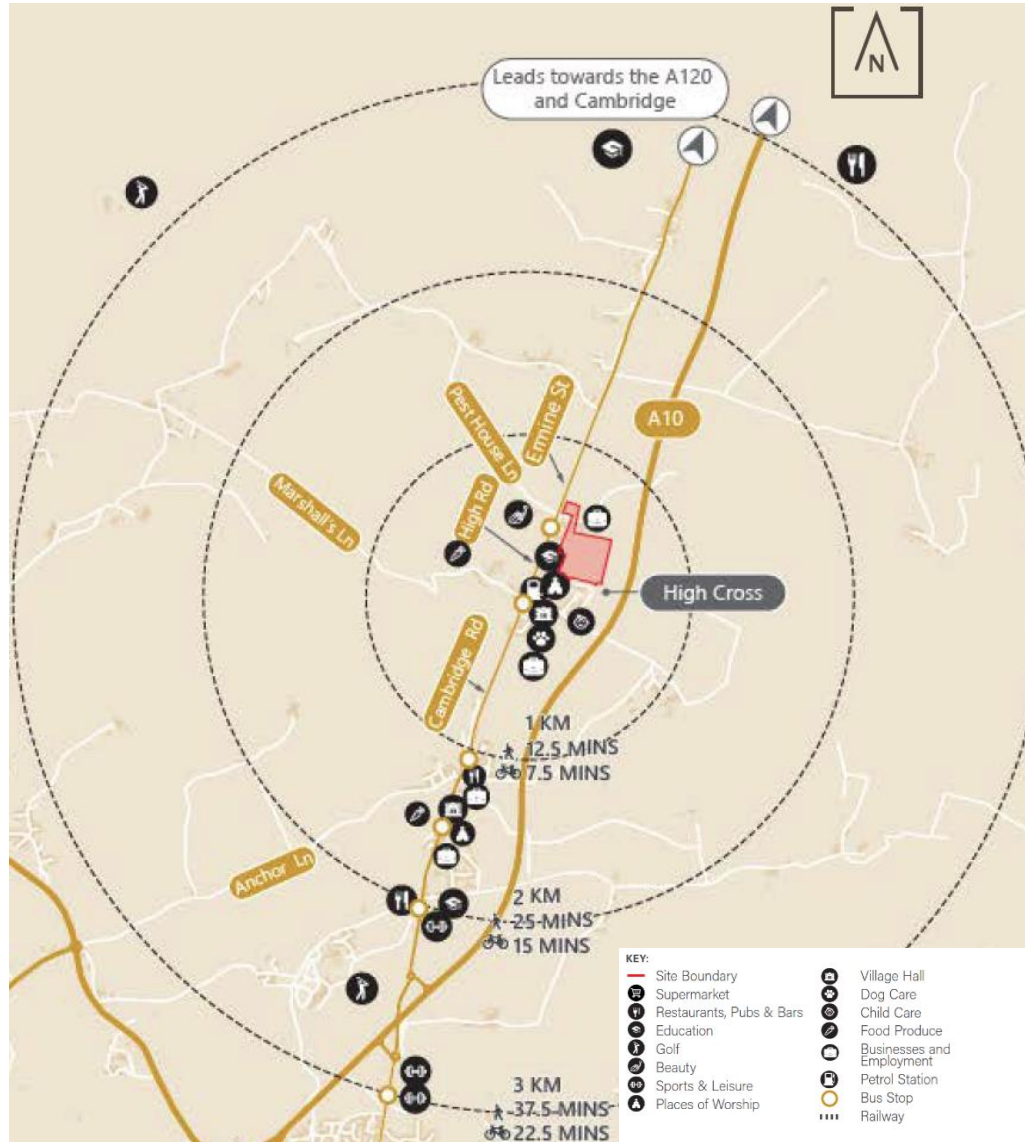 N
Leads towards the A120
and Cambridge
Ermine St
Pest House Ln
A10
High Rd
Marshall's Ln
High Cross
Cambridge Rd
1 KM
12.5 MINS
7.5 MINS
Anchor Ln
2 KM
25 MINS
15 MINS
3 KM
37.5 MINS
22.5 MINS
KEY:
Site Boundary
Supermarket
Restaurants, Pubs & Bars
Education
Golf
Beauty
Sports & Leisure
Places of Worship
Village Hall
Dog Care
Child Care
Food Produce
Businesses and
Employment
Petrol Station
Bus Stop
Railway